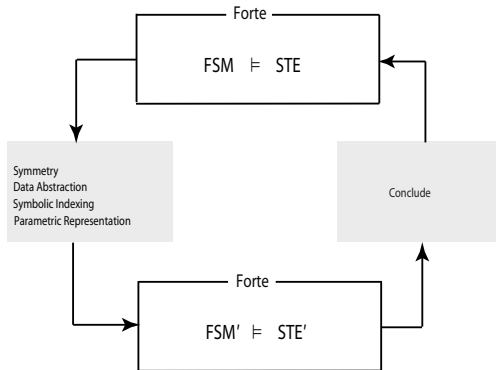 Forte
FSM ⊨ STE
Symmetry
Data Abstraction
Symbolic Indexing
Parametric Representation
Conclude
Forte
FSM' ⊨ STE'